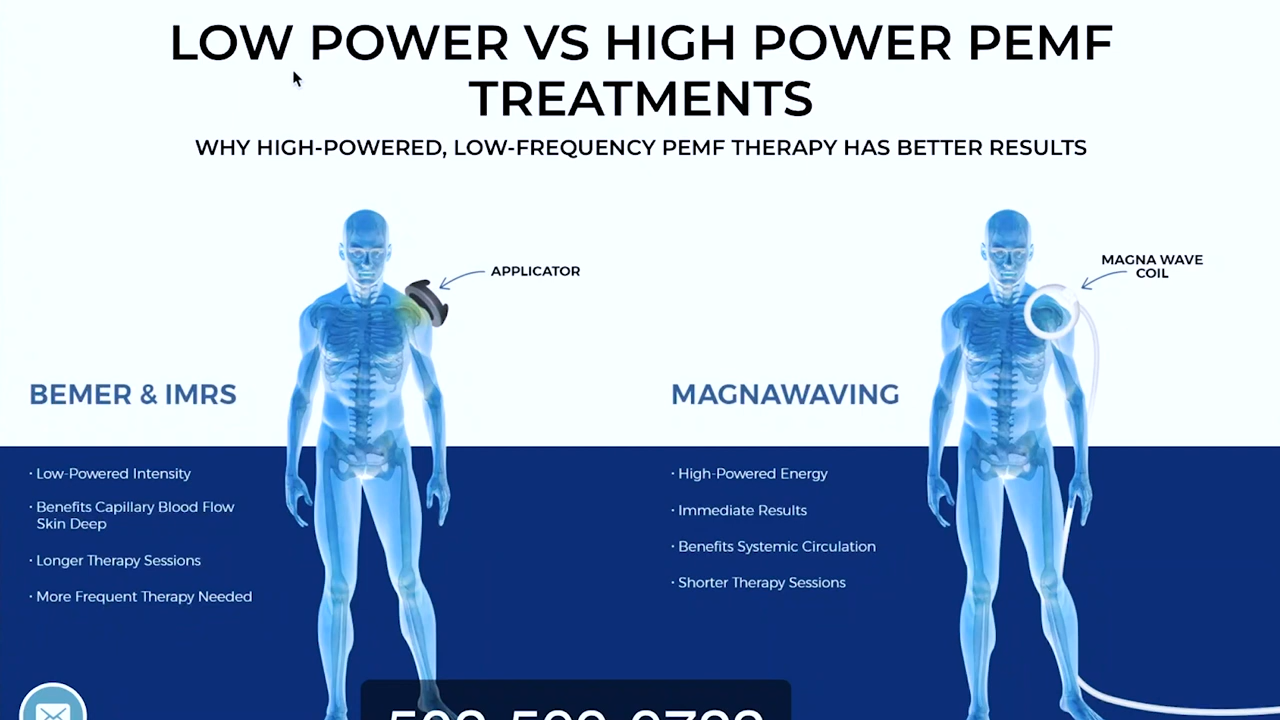 LOW POWER VS HIGH POWER PEMF
TREATMENTS
WHY HIGH-POWERED, LOW-FREQUENCY PEMF THERAPY HAS BETTER RESULTS
APPLICATOR
BEMER & IMRS
· Low-Powered Intensity
· Benefits Capillary Blood Flow
Skin Deep
· Longer Therapy Sessions
· More Frequent Therapy Needed
MAGNA WAVE
COIL
MAGNAWAVING
· High-Powered Energy
· Immediate Results
· Benefits Systemic Circulation
· Shorter Therapy Sessions